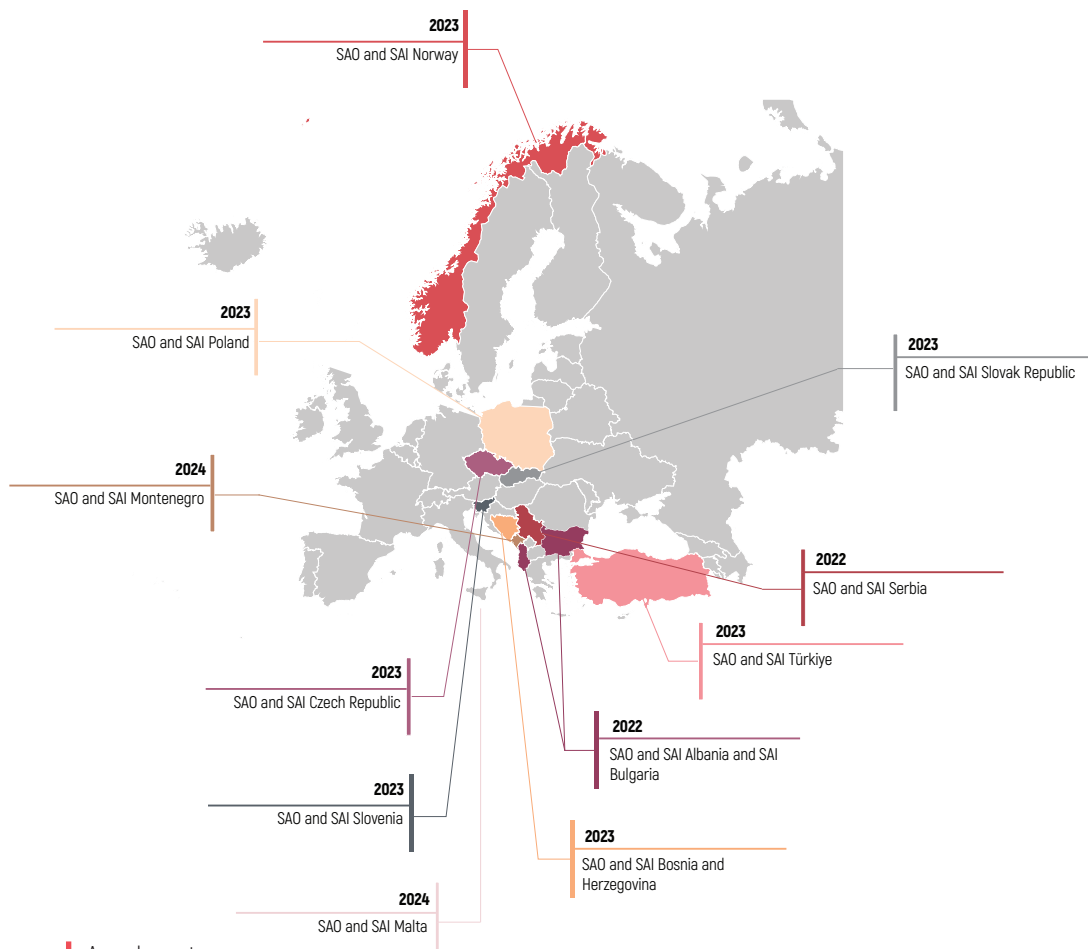 2023
SAO and SAI Norway
2023
SAO and SAI Poland
2023
SAO and SAI Slovak Republic
2024
SAO and SAI Montenegro
2022
SAO and SAI Serbia
2023
SAO and SAI Türkiye
2023
SAO and SAI Czech Republic
2022
SAO and SAI Albania and SAI
Bulgaria
2023
SAO and SAI Slovenia
2023
SAO and SAI Bosnia and
Herzegovina
2024
SAO and SAI Malta